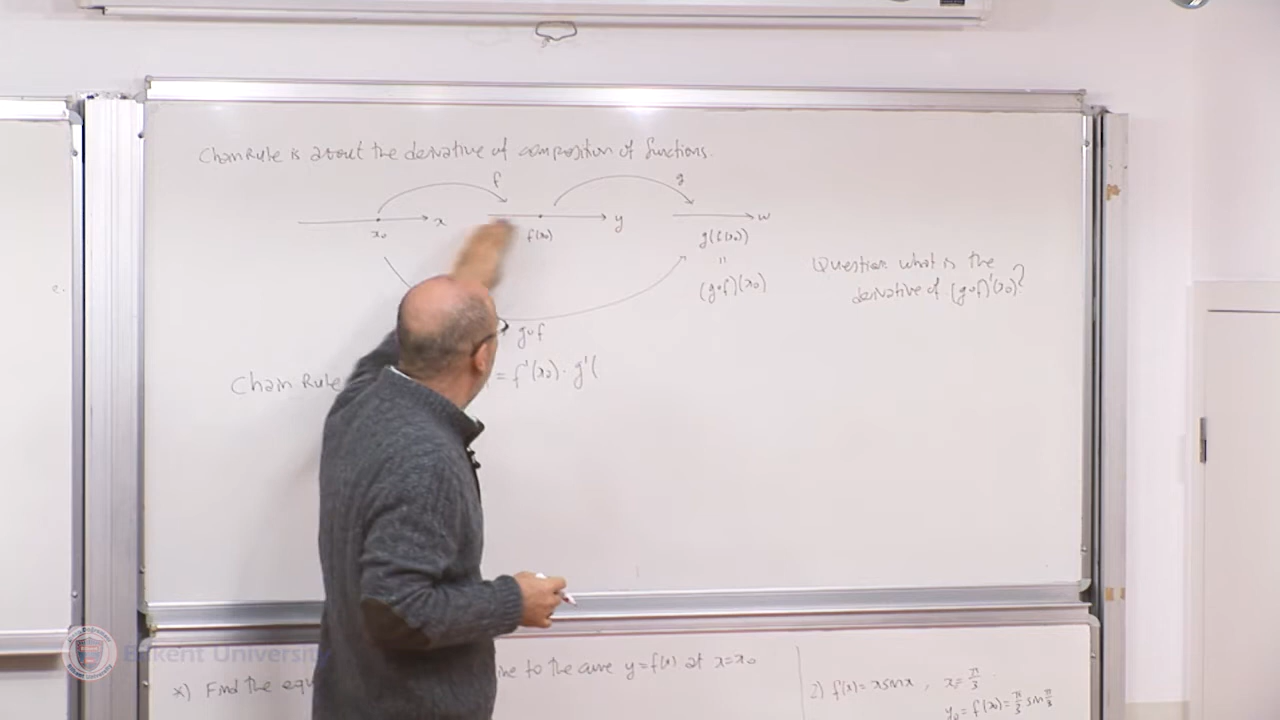 Chain Rule is about the derivative of composition of functions.
f g
x y w
x₀ f(x₀) g(f(x₀))
=
(g∘f)(x₀)
g∘f
Question: what is the
derivative of (g∘f)'(x₀)?
Chain Rule = f'(x₀) · g'(
Bilkent University
*) Find the equ ine to the curve y=f(x) at x=x₀
2) f(x)= x sin x , x₀= π/3 .
y₀ = f(x₀)= π/3 sin π/3
e.